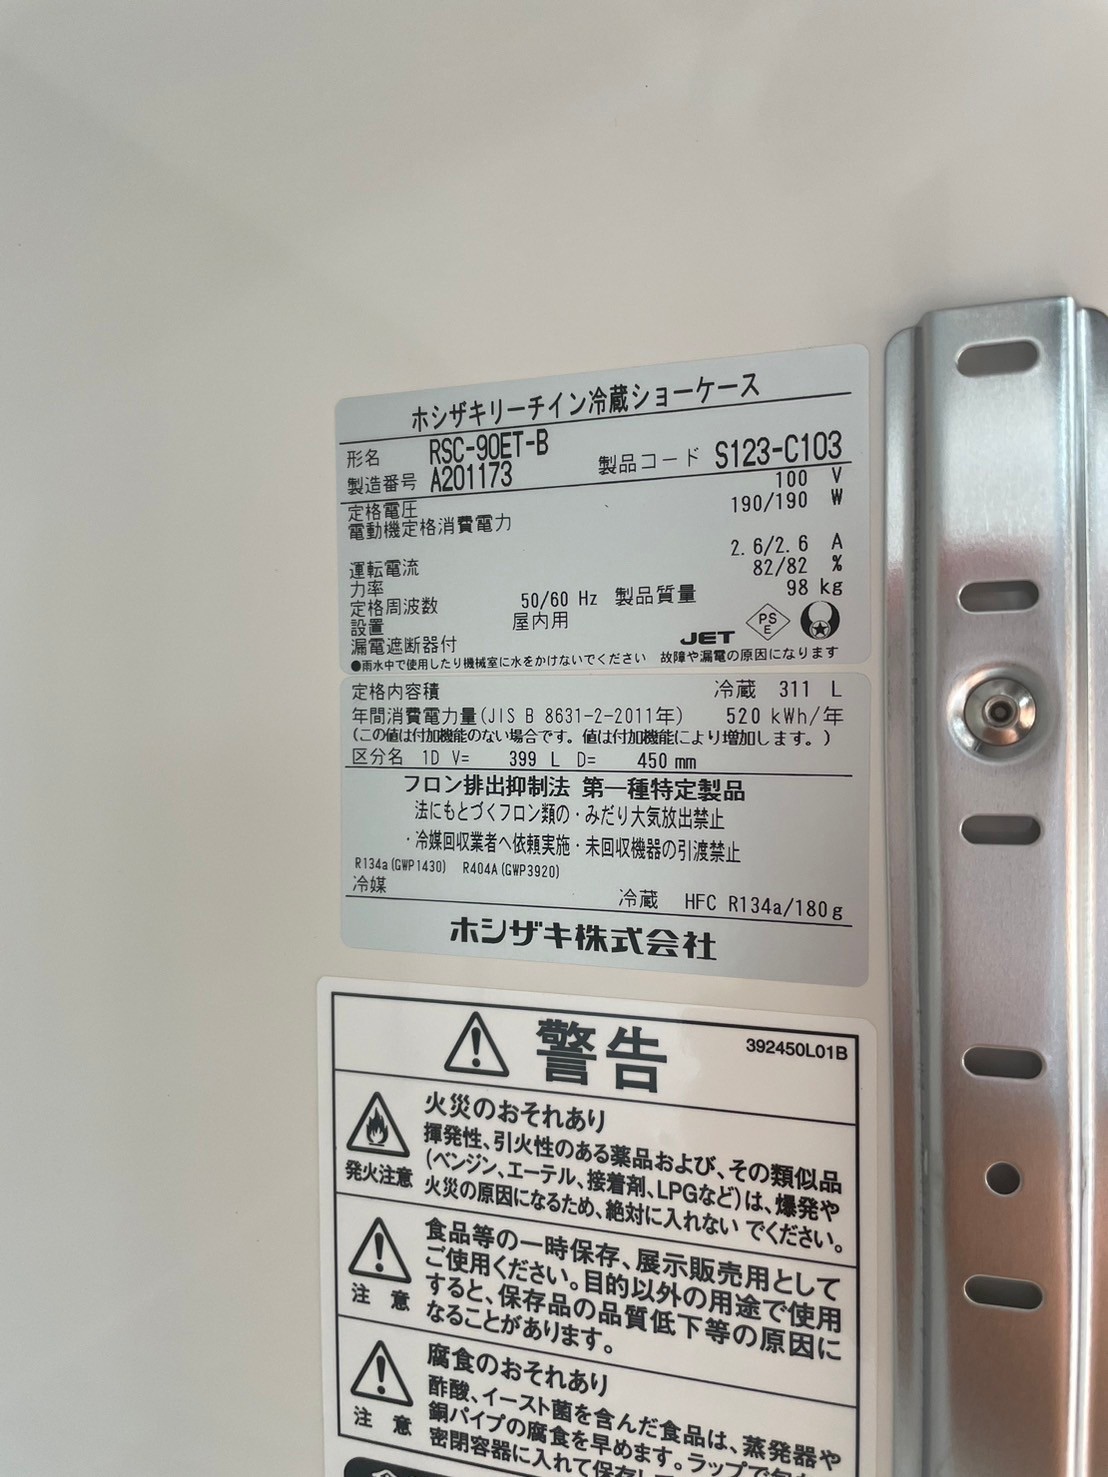 ホシザキリーチイン冷蔵ショーケース
形名 RSC-90ET-B
製造番号 A201173 製品コード S123-C103
定格電圧 100 V
電動機定格消費電力 190/190 W
運転電流 2.6/2.6 A
力率 82/82 %
定格周波数 50/60 Hz 製品質量 98 kg
設置 屋内用
漏電遮断器付 JET PS E
●雨水中で使用したり機械室に水をかけないでください 故障や漏電の原因になります
定格内容積 冷蔵 311 L
年間消費電力量(JIS B 8631-2-2011年) 520 kWh/年
(この値は付加機能のない場合です。値は付加機能により増加します。)
区分名 1D V= 399 L D= 450 mm
フロン排出抑制法 第一種特定製品
法にもとづくフロン類の・みだり大気放出禁止
・冷媒回収業者へ依頼実施・未回収機器の引渡禁止
R134a(GWP1430) R404A(GWP3920)
冷媒 冷蔵 HFC R134a/180g
ホシザキ株式会社
警告 392450L01B
火災のおそれあり
揮発性、引火性のある薬品および、その類似品
(ベンジン、エーテル、接着剤、LPGなど)は、爆発や
火災の原因になるため、絶対に入れない でください。
発火注意
食品等の一時保存、展示販売用として
ご使用ください。目的以外の用途で使用
すると、保存品の品質低下等の原因に
なることがあります。
注 意
腐食のおそれあり
酢酸、イースト菌を含んだ食品は、蒸発器や
銅パイプの腐食を早めます。ラップで包むか
密閉容器に入れて保存し
注 意